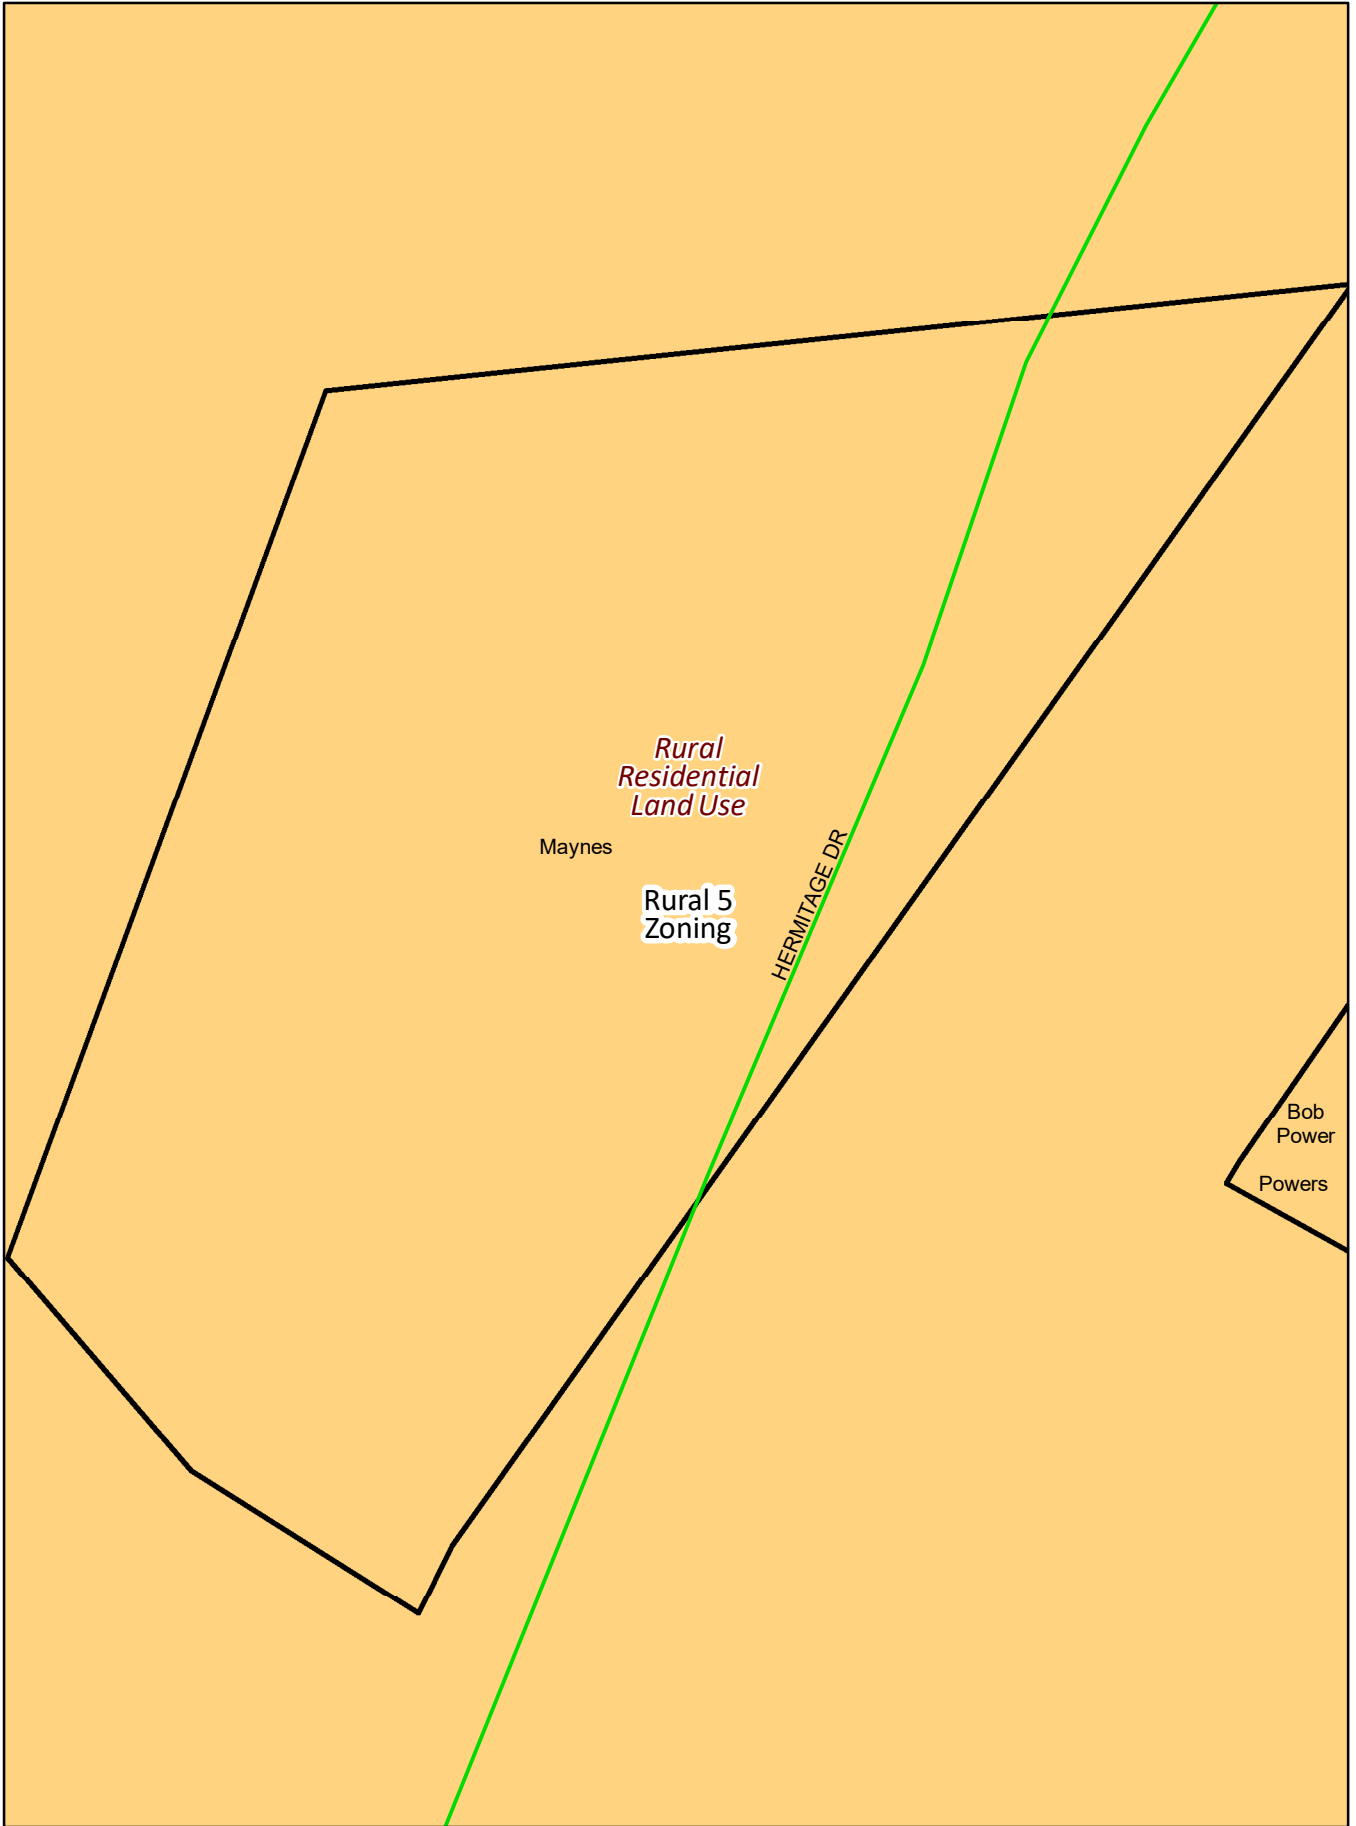 Rural
Residential
Land Use
Maynes
HERMITAGE DR
Rural 5
Zoning
Bob
Power
Powers